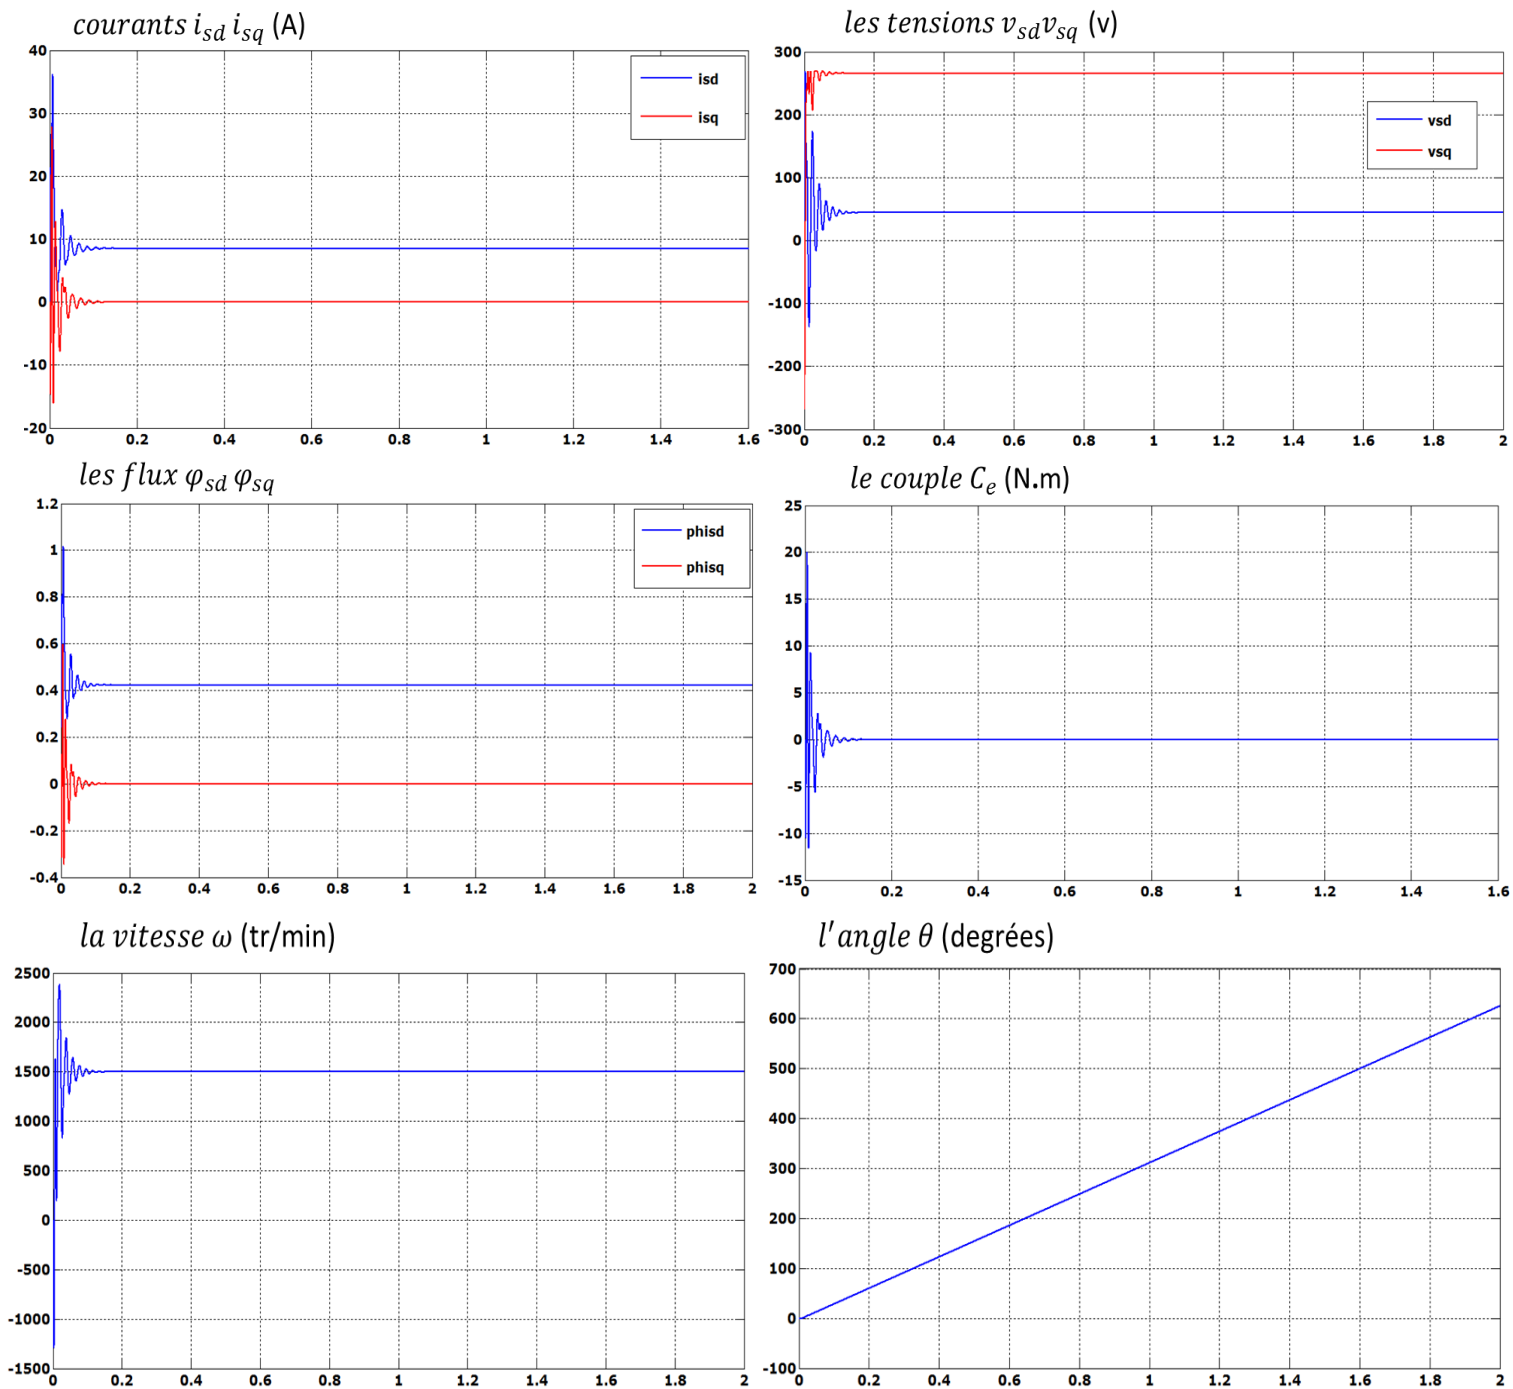 courants i_sd i_sq (A)
40
30
20
10
0
-10
-20
0 0.2 0.4 0.6 0.8 1 1.2 1.4 1.6
isd
isq
les tensions v_sd v_sq (v)
300
200
100
0
-100
-200
-300
0 0.2 0.4 0.6 0.8 1 1.2 1.4 1.6 1.8 2
vsd
vsq
les flux φ_sd φ_sq
1.2
1
0.8
0.6
0.4
0.2
0
-0.2
-0.4
0 0.2 0.4 0.6 0.8 1 1.2 1.4 1.6 1.8 2
phisd
phisq
le couple C_e (N.m)
25
20
15
10
5
0
-5
-10
-15
0 0.2 0.4 0.6 0.8 1 1.2 1.4 1.6
la vitesse ω (tr/min)
2500
2000
1500
1000
500
0
-500
-1000
-1500
0 0.2 0.4 0.6 0.8 1 1.2 1.4 1.6 1.8 2
l'angle θ (degrées)
700
600
500
400
300
200
100
0
-100
0 0.2 0.4 0.6 0.8 1 1.2 1.4 1.6 1.8 2